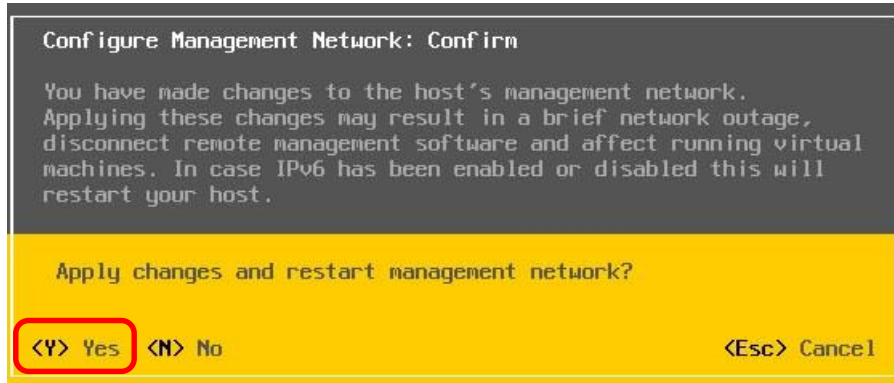 Configure Management Network: Confirm
You have made changes to the host's management network.
Applying these changes may result in a brief network outage,
disconnect remote management software and affect running virtual
machines. In case IPv6 has been enabled or disabled this will
restart your host.
Apply changes and restart management network?
<Y> Yes <N> No <Esc> Cancel